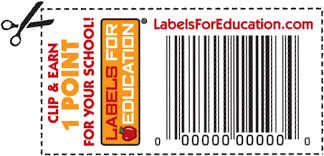 CLIP & EARN
1 POINT
FOR YOUR SCHOOL!
LABELS FOR
EDUCATION
®
LabelsForEducation.com
0 00000 00000 0